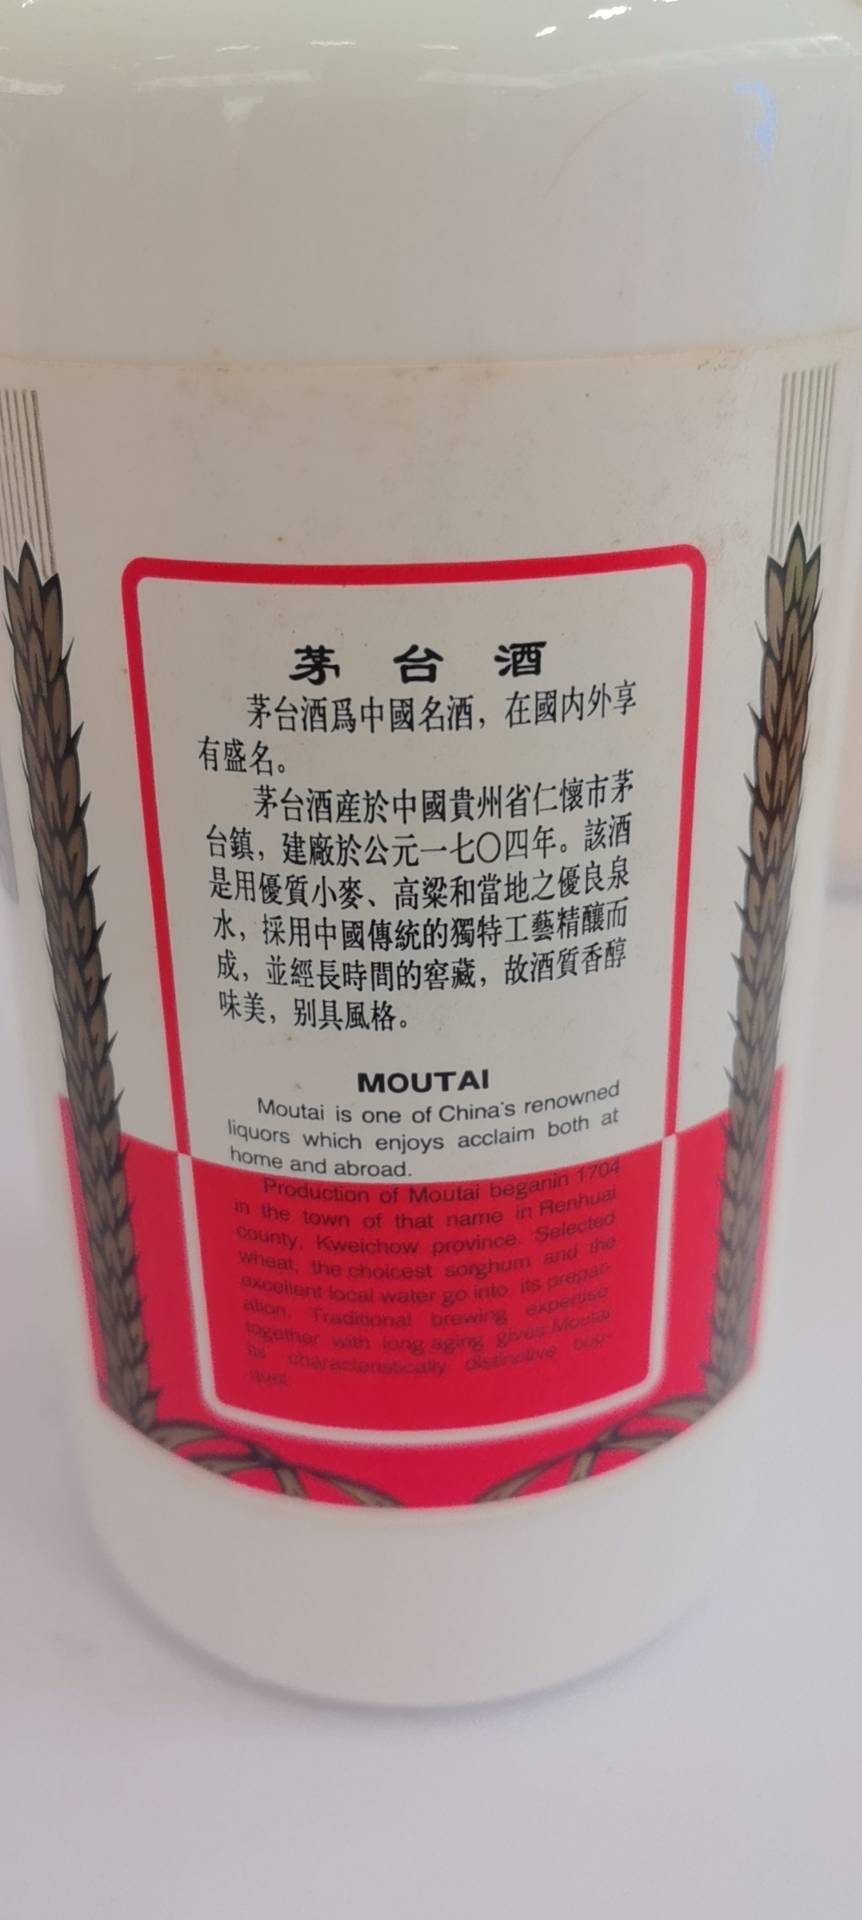 茅台酒
茅台酒爲中國名酒，在國内外享
有盛名。
茅台酒産於中國貴州省仁懷市茅
台鎮，建廠於公元一七〇四年。該酒
是用優質小麥、高粱和當地之優良泉
水，採用中國傳統的獨特工藝精釀而
成，並經長時間的窖藏，故酒質香醇
味美，别具風格。
MOUTAI
Moutai is one of China's renowned
liquors which enjoys acclaim both at
home and abroad.
Production of Moutai beganin 1704
in the town of that name in Renhuai
county, Kweichow province. Selected
wheat, the choicest sorghum and the
excellent local water go into its prepar-
ation. Traditional brewing expertise
together with long aging gives Moutai
its characteristically distinctive bou-
quet.